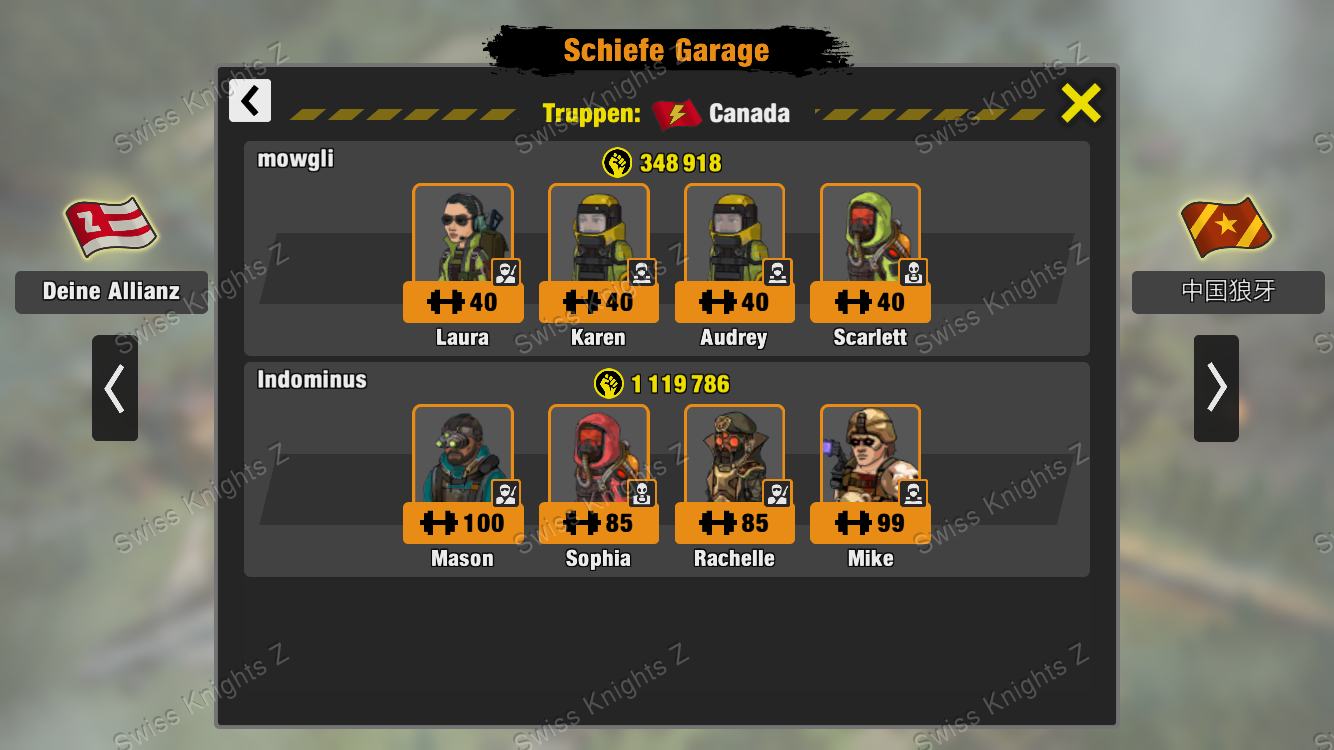 Schiefe Garage
Truppen: Canada
mowgli
348 918
40
40
40
40
Laura
Karen
Audrey
Scarlett
Deine Allianz
中国狼牙
Indominus
1 119 786
100
85
85
99
Mason
Sophia
Rachelle
Mike
Swiss Knights Z